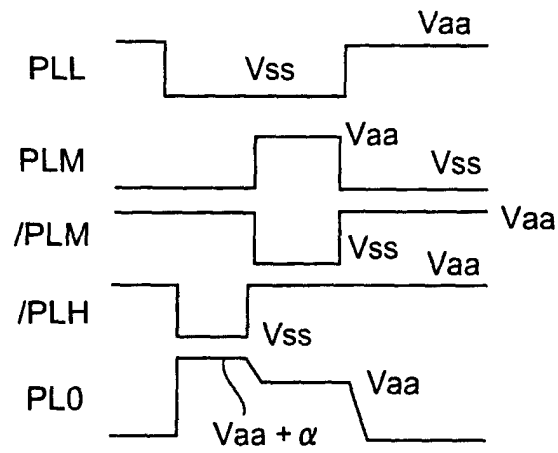 Vaa
PLL Vss
PLM Vaa Vss
/PLM Vss Vaa
/PLH Vss Vaa
PL0 Vaa
Vaa + α